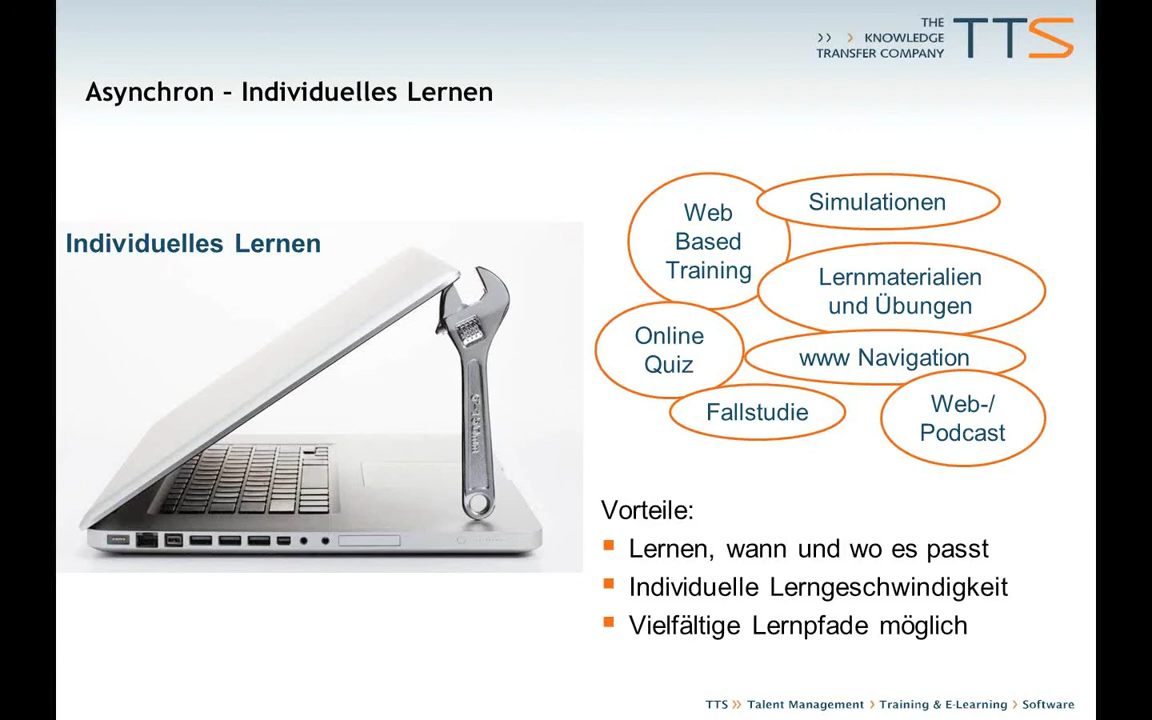 THE
>> > KNOWLEDGE
TRANSFER COMPANY
TTS
Asynchron – Individuelles Lernen
Individuelles Lernen
Web
Based
Training
Simulationen
Lernmaterialien
und Übungen
Online
Quiz
www Navigation
Fallstudie
Web-/
Podcast
Vorteile:
Lernen, wann und wo es passt
Individuelle Lerngeschwindigkeit
Vielfältige Lernpfade möglich
TTS >> Talent Management > Training & E-Learning > Software